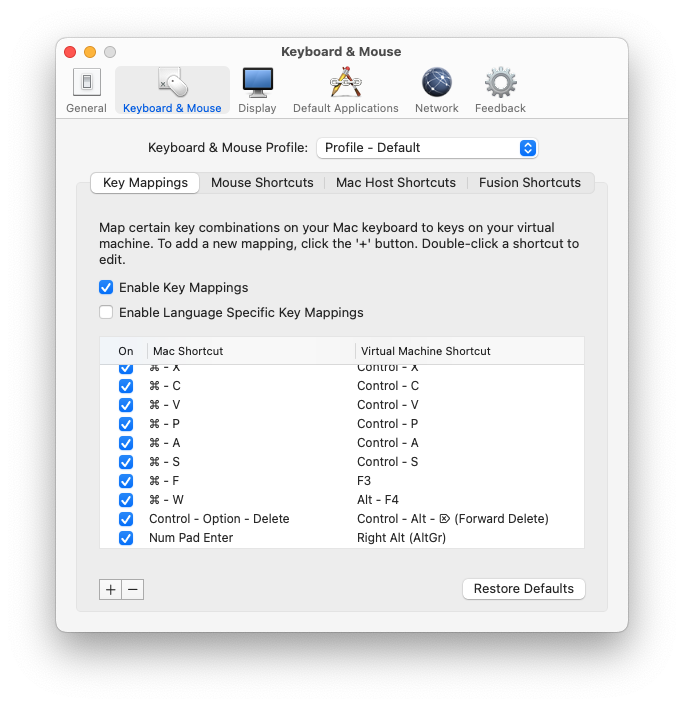 Keyboard & Mouse
General
Keyboard & Mouse
Display
Default Applications
Network
Feedback
Keyboard & Mouse Profile: Profile - Default
Key Mappings Mouse Shortcuts Mac Host Shortcuts Fusion Shortcuts
Map certain key combinations on your Mac keyboard to keys on your virtual
machine. To add a new mapping, click the '+' button. Double-click a shortcut to
edit.
Enable Key Mappings
Enable Language Specific Key Mappings
On Mac Shortcut Virtual Machine Shortcut
⌘ - X Control - X
⌘ - C Control - C
⌘ - V Control - V
⌘ - P Control - P
⌘ - A Control - A
⌘ - S Control - S
⌘ - F F3
⌘ - W Alt - F4
Control - Option - Delete Control - Alt - ⌦ (Forward Delete)
Num Pad Enter Right Alt (AltGr)
+ −
Restore Defaults